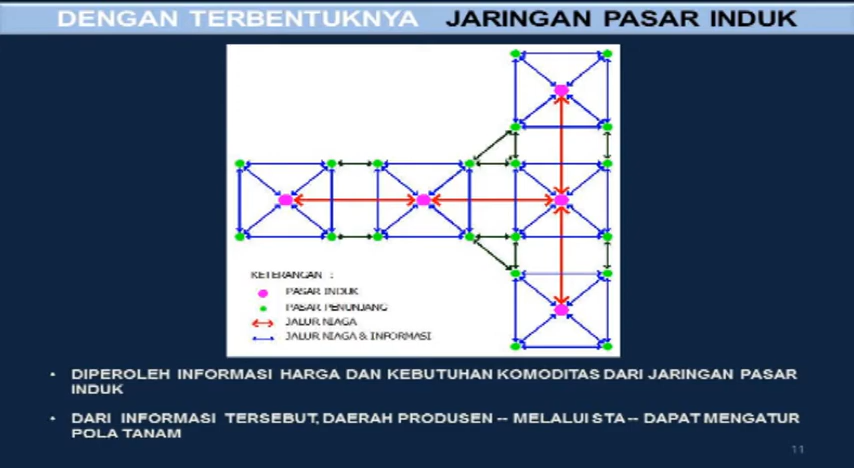 DENGAN TERBENTUKNYA JARINGAN PASAR INDUK
KETERANGAN :
PASAR INDUK
PASAR PENUNJANG
JALUR NIAGA
JALUR NIAGA & INFORMASI
• DIPEROLEH INFORMASI HARGA DAN KEBUTUHAN KOMODITAS DARI JARINGAN PASAR
INDUK
• DARI INFORMASI TERSEBUT, DAERAH PRODUSEN -- MELALUI STA -- DAPAT MENGATUR
POLA TANAM
11